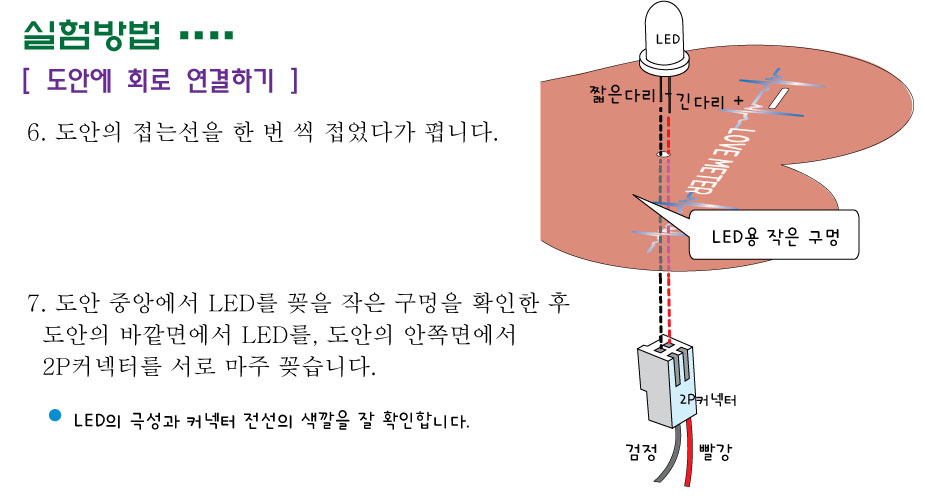 실험방법 ····
[ 도안에 회로 연결하기 ]
6. 도안의 접는선을 한 번 씩 접었다가 폅니다.
7. 도안 중앙에서 LED를 꽂을 작은 구멍을 확인한 후
도안의 바깥면에서 LED를, 도안의 안쪽면에서
2P커넥터를 서로 마주 꽂습니다.
● LED의 극성과 커넥터 전선의 색깔을 잘 확인합니다.
LED
짧은다리 - 긴다리 +
LOVE METER
LED용 작은 구멍
2P커넥터
검정 빨강